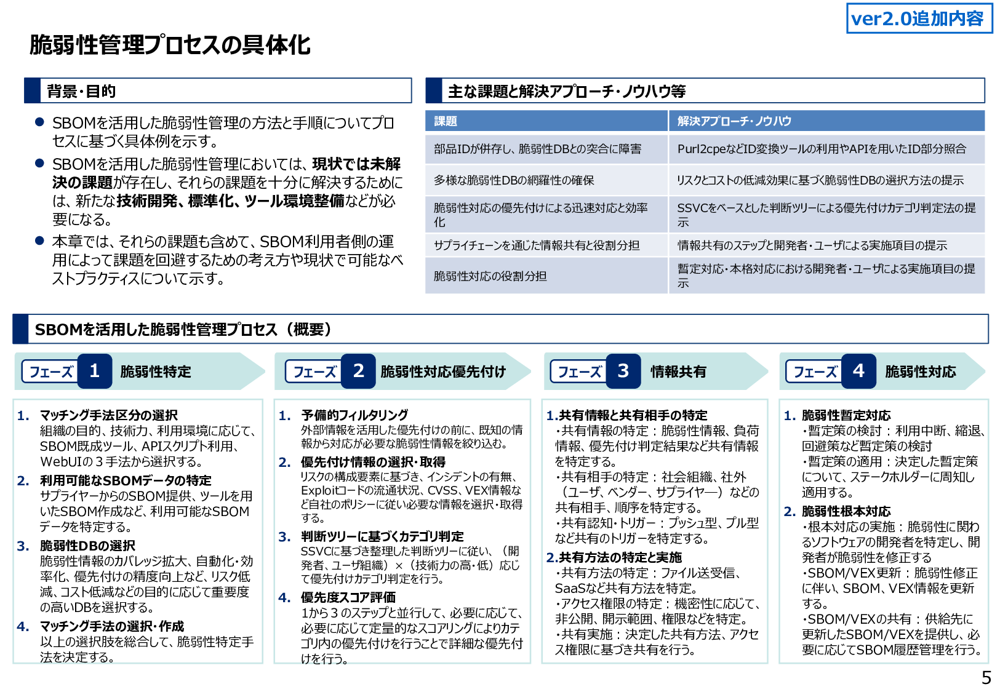 ver2.0追加内容
脆弱性管理プロセスの具体化
背景・目的
● SBOMを活用した脆弱性管理の方法と手順についてプロ
セスに基づく具体例を示す。
● SBOMを活用した脆弱性管理においては、現状では未解
決の課題が存在し、それらの課題を十分に解決するために
は、新たな技術開発、標準化、ツール環境整備などが必
要になる。
● 本章では、それらの課題も含めて、SBOM利用者側の運
用によって課題を回避するための考え方や現状で可能なベ
ストプラクティスについて示す。
主な課題と解決アプローチ・ノウハウ等
課題 解決アプローチ・ノウハウ
部品IDが併存し、脆弱性DBとの突合に障害 Purl2cpeなどID変換ツールの利用やAPIを用いたID部分照合
多様な脆弱性DBの網羅性の確保 リスクとコストの低減効果に基づく脆弱性DBの選択方法の提示
脆弱性対応の優先付けによる迅速対応と効率
化
SSVCをベースとした判断ツリーによる優先付けカテゴリ判定法の提
示
サプライチェーンを通じた情報共有と役割分担 情報共有のステップと開発者・ユーザによる実施項目の提示
脆弱性対応の役割分担
暫定対応・本格対応における開発者・ユーザによる実施項目の提
示
SBOMを活用した脆弱性管理プロセス（概要）
フェーズ 1 脆弱性特定
1. マッチング手法区分の選択
組織の目的、技術力、利用環境に応じて、
SBOM既成ツール、APIスクリプト利用、
WebUIの３手法から選択する。
2. 利用可能なSBOMデータの特定
サプライヤーからのSBOM提供、ツールを用
いたSBOM作成など、利用可能なSBOM
データを特定する。
3. 脆弱性DBの選択
脆弱性情報のカバレッジ拡大、自動化・効
率化、優先付けの精度向上など、リスク低
減、コスト低減などの目的に応じて重要度
の高いDBを選択する。
4. マッチング手法の選択・作成
以上の選択肢を総合して、脆弱性特定手
法を決定する。
フェーズ 2 脆弱性対応優先付け
1. 予備的フィルタリング
外部情報を活用した優先付けの前に、既知の情
報から対応が必要な脆弱性情報を絞り込む。
2. 優先付け情報の選択・取得
リスクの構成要素に基づき、インシデントの有無、
Exploitコードの流通状況、CVSS、VEX情報な
ど自社のポリシーに従い必要な情報を選択・取得
する。
3. 判断ツリーに基づくカテゴリ判定
SSVCに基づき整理した判断ツリーに従い、（開
発者、ユーザ組織）×（技術力の高・低）応じ
て優先付けカテゴリ判定を行う。
4. 優先度スコア評価
1から３のステップと並行して、必要に応じて、
必要に応じて定量的なスコアリングによりカテ
ゴリ内の優先付けを行うことで詳細な優先付
けを行う。
フェーズ 3 情報共有
1.共有情報と共有相手の特定
・共有情報の特定：脆弱性情報、負荷
情報、優先付け判定結果など共有情報
を特定する。
・共有相手の特定：社会組織、社外
（ユーザ、ベンダー、サプライヤ―）などの
共有相手、順序を特定する。
・共有認知・トリガー：プッシュ型、プル型
など共有のトリガーを特定する。
2.共有方法の特定と実施
・共有方法の特定：ファイル送受信、
SaaSなど共有方法を特定。
・アクセス権限の特定：機密性に応じて、
非公開、開示範囲、権限などを特定。
・共有実施：決定した共有方法、アクセ
ス権限に基づき共有を行う。
フェーズ 4 脆弱性対応
1. 脆弱性暫定対応
・暫定策の検討：利用中断、縮退、
回避策など暫定策の検討
・暫定策の適用：決定した暫定策
について、ステークホルダーに周知し
適用する。
2. 脆弱性根本対応
・根本対応の実施：脆弱性に関わ
るソフトウェアの開発者を特定し、開
発者が脆弱性を修正する
・SBOM/VEX更新：脆弱性修正
に伴い、SBOM、VEX情報を更新
する。
・SBOM/VEXの共有：供給先に
更新したSBOM/VEXを提供し、必
要に応じてSBOM履歴管理を行う。
5